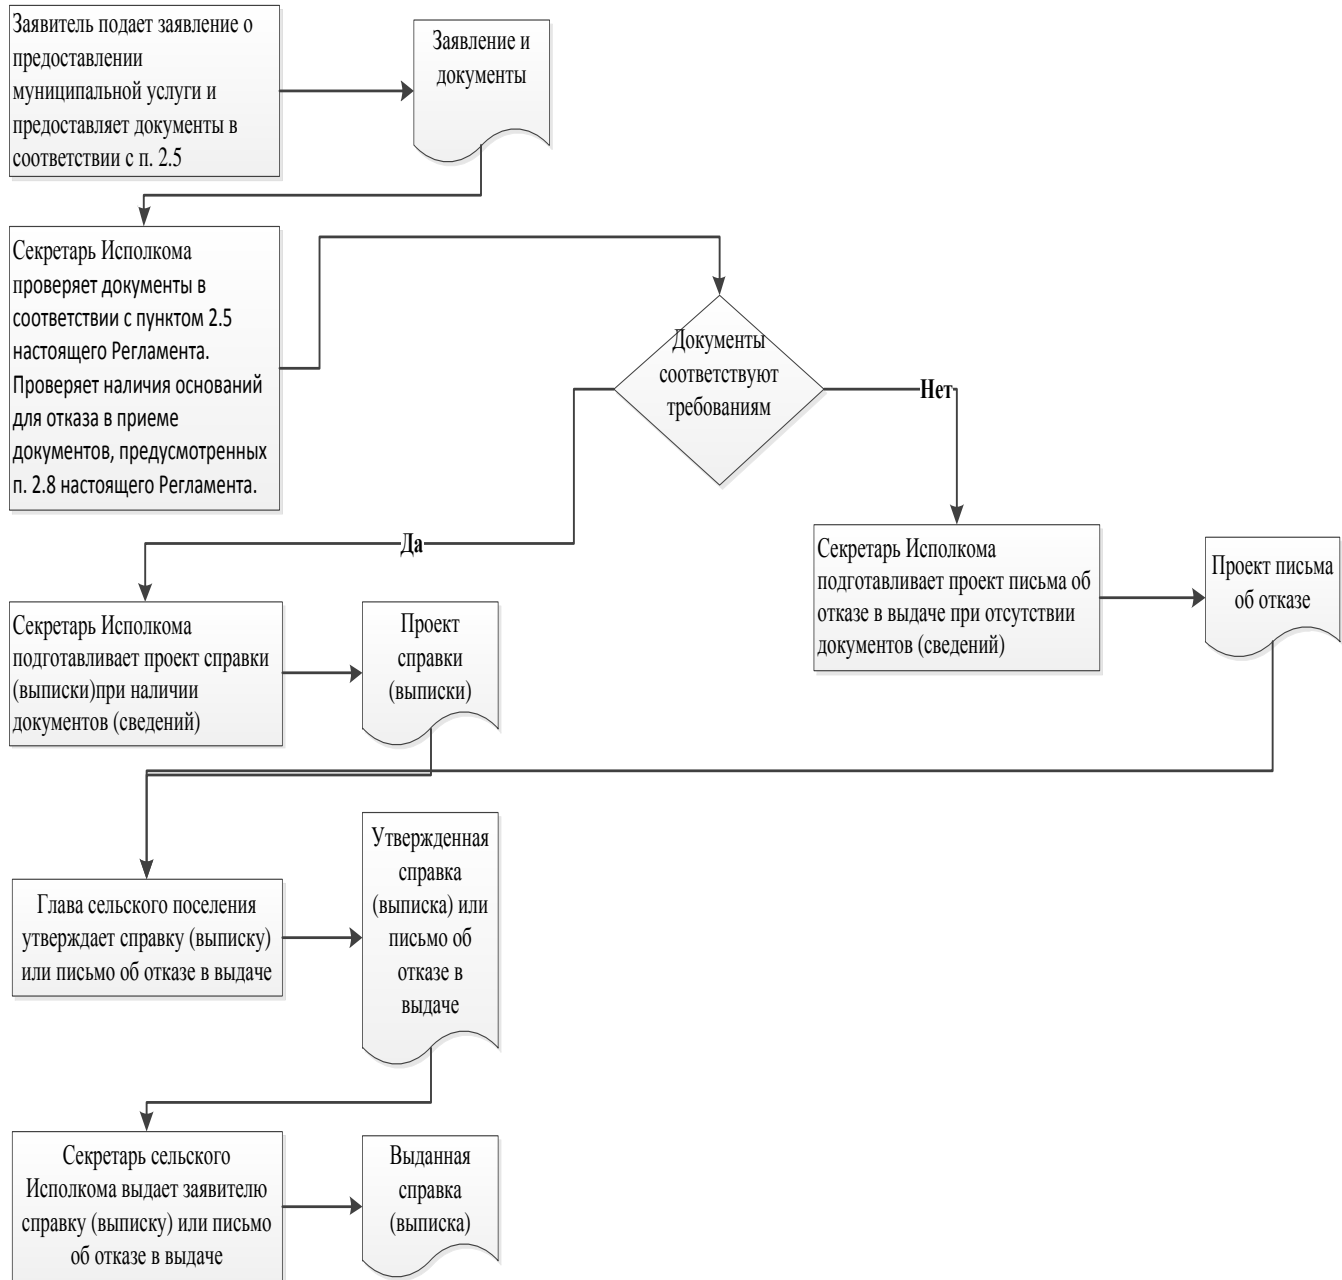 Заявитель подает заявление о
предоставлении
муниципальной услуги и
предоставляет документы в
соответствии с п. 2.5
Заявление и
документы
Секретарь Исполкома
проверяет документы в
соответствии с пунктом 2.5
настоящего Регламента.
Проверяет наличия оснований
для отказа в приеме
документов, предусмотренных
п. 2.8 настоящего Регламента.
Документы
соответствуют
требованиям
Нет
Да
Секретарь Исполкома
подготавливает проект письма об
отказе в выдаче при отсутствии
документов (сведений)
Проект письма
об отказе
Секретарь Исполкома
подготавливает проект справки
(выписки)при наличии
документов (сведений)
Проект
справки
(выписки)
Глава сельского поселения
утверждает справку (выписку)
или письмо об отказе в выдаче
Утвержденная
справка
(выписка) или
письмо об
отказе в
выдаче
Секретарь сельского
Исполкома выдает заявителю
справку (выписку) или письмо
об отказе в выдаче
Выданная
справка
(выписка)